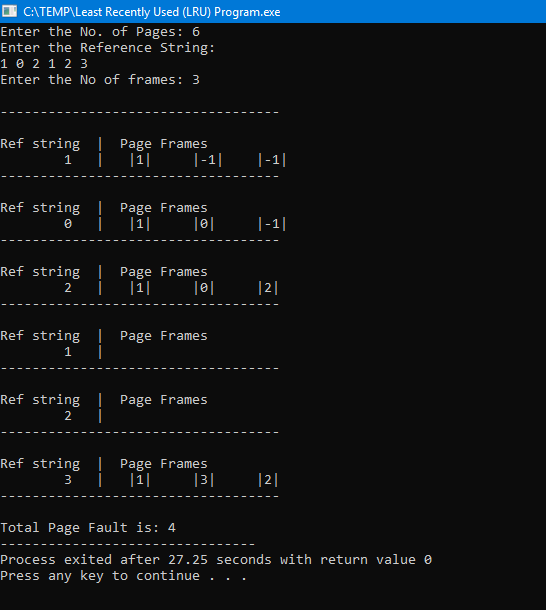 C:\TEMP\Least Recently Used (LRU) Program.exe
Enter the No. of Pages: 6
Enter the Reference String:
1 0 2 1 2 3
Enter the No of frames: 3
-----------------------------------
Ref string  |  Page Frames
        1   |   |1|     |-1|    |-1|
-----------------------------------
Ref string  |  Page Frames
        0   |   |1|     |0|     |-1|
-----------------------------------
Ref string  |  Page Frames
        2   |   |1|     |0|     |2|
-----------------------------------
Ref string  |  Page Frames
        1   |
-----------------------------------
Ref string  |  Page Frames
        2   |
-----------------------------------
Ref string  |  Page Frames
        3   |   |1|     |3|     |2|
-----------------------------------
Total Page Fault is: 4
--------------------------------
Process exited after 27.25 seconds with return value 0
Press any key to continue . . .